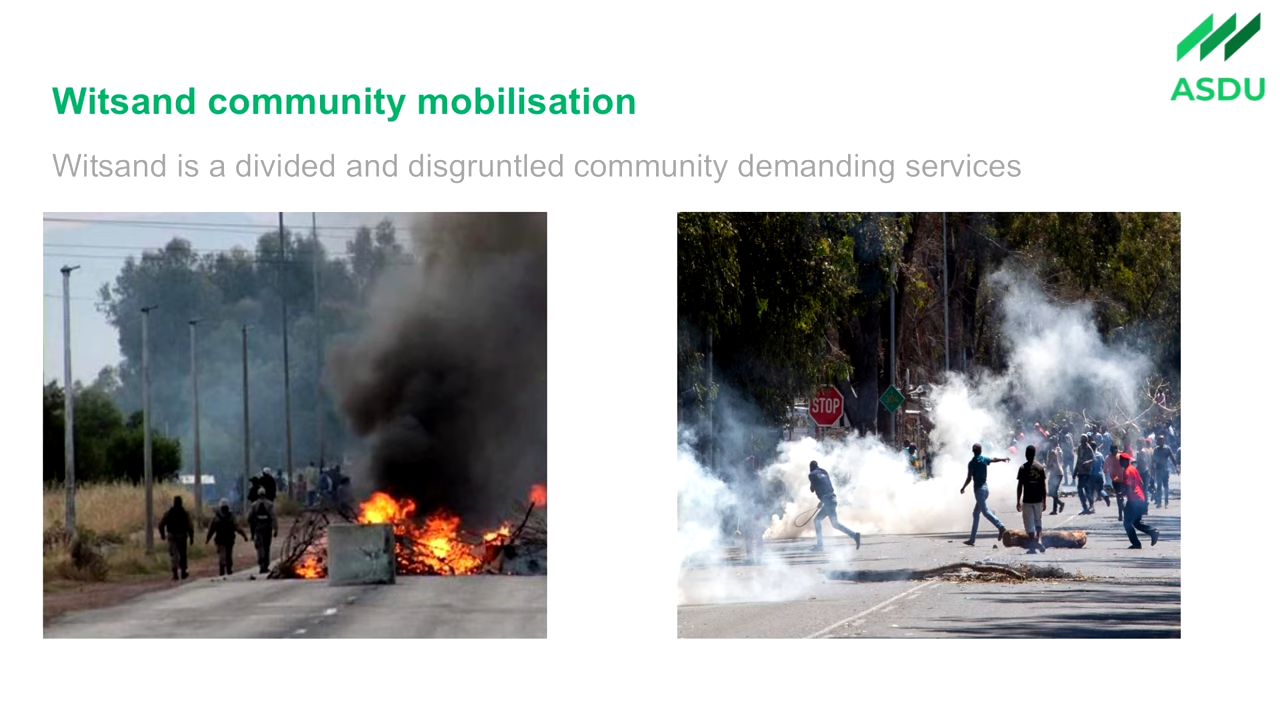 ASDU
Witsand community mobilisation
Witsand is a divided and disgruntled community demanding services
STOP